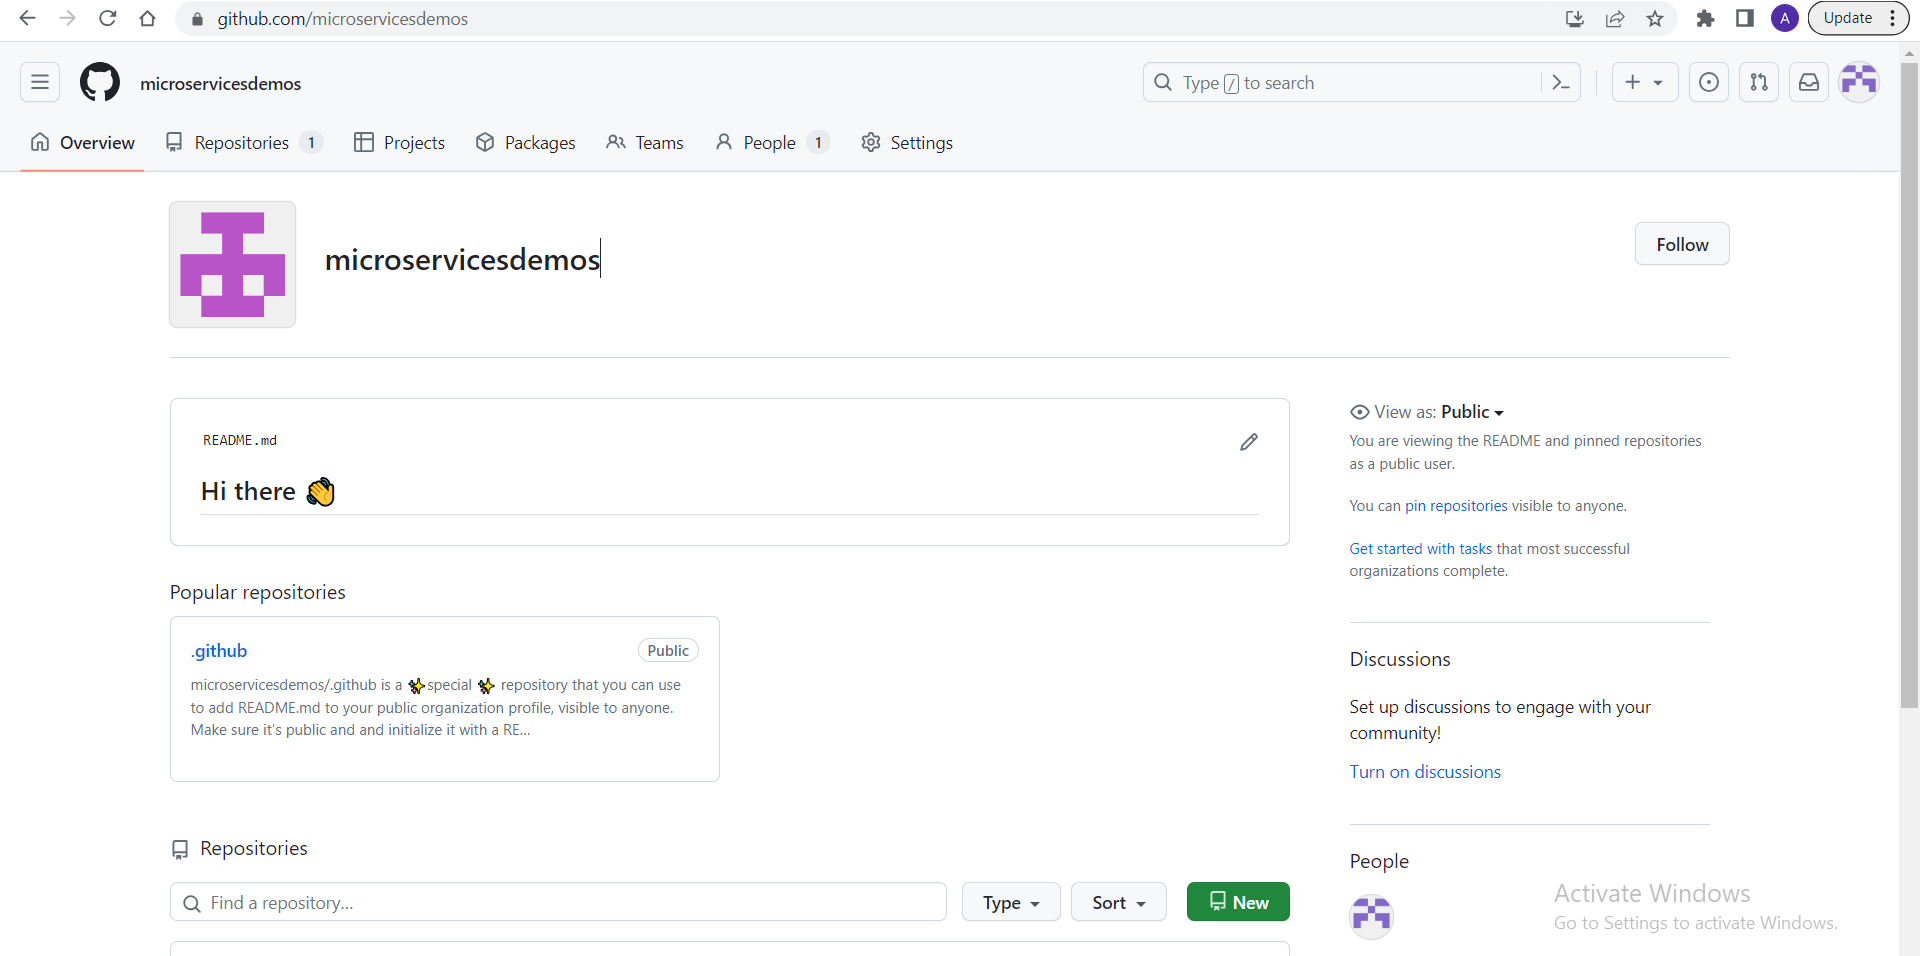 github.com/microservicesdemos
A
Update
microservicesdemos
Type / to search
Overview
Repositories 1
Projects
Packages
Teams
People 1
Settings
microservicesdemos
Follow
README.md
Hi there 👋
View as: Public
You are viewing the README and pinned repositories
as a public user.
You can pin repositories visible to anyone.
Get started with tasks that most successful
organizations complete.
Popular repositories
.github
Public
microservicesdemos/.github is a ✨special ✨ repository that you can use
to add README.md to your public organization profile, visible to anyone.
Make sure it's public and and initialize it with a RE...
Discussions
Set up discussions to engage with your
community!
Turn on discussions
Repositories
Find a repository...
Type
Sort
New
People
Activate Windows
Go to Settings to activate Windows.